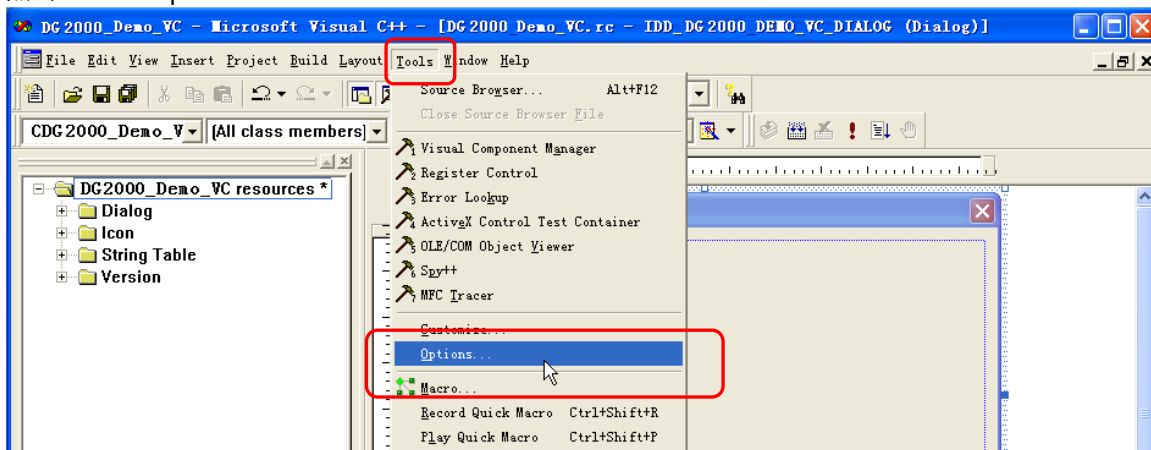 DG2000_Demo_VC - Microsoft Visual C++ - [DG2000_Demo_VC.rc - IDD_DG2000_DEMO_VC_DIALOG (Dialog)]
File Edit View Insert Project Build Layout Tools Window Help
CDG2000_Demo_V (All class members)
DG2000_Demo_VC resources *
Dialog
Icon
String Table
Version
Source Browser... Alt+F12
Close Source Browser File
Visual Component Manager
Register Control
Error Lookup
ActiveX Control Test Container
OLE/COM Object Viewer
Spy++
MFC Tracer
Customize...
Options...
Macro...
Record Quick Macro Ctrl+Shift+R
Play Quick Macro Ctrl+Shift+P